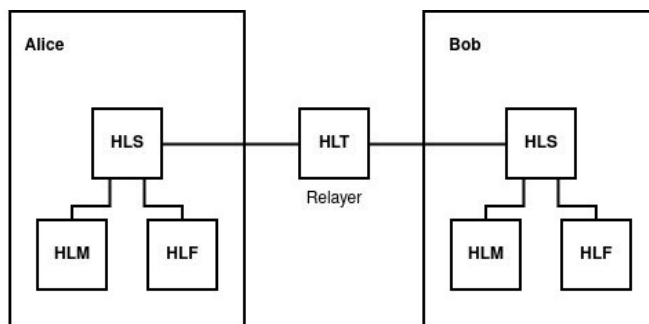 Alice
Bob
HLS
HLT
HLS
Relayer
HLM
HLF
HLM
HLF